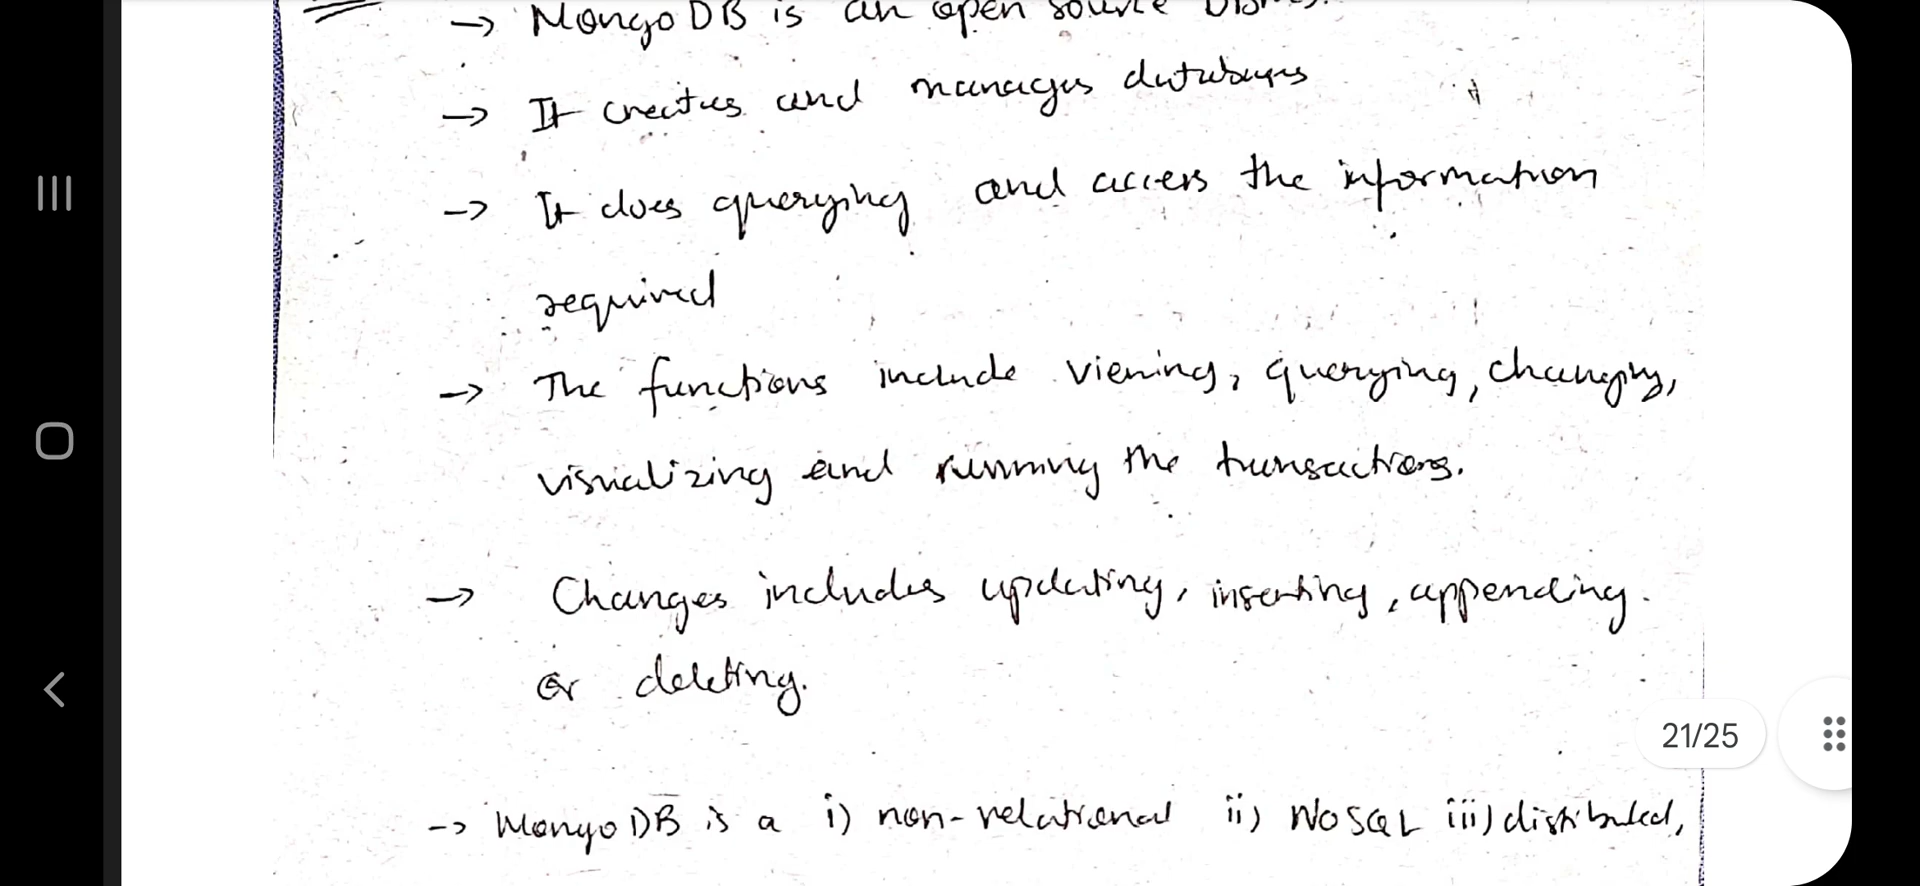 → MongoDB is an open source DBMS.
→ It creates and manages databases
→ It does querying and access the information
required
→ The functions include viewing, querying, changing,
visualizing and running the transactions.
→ Changes includes updating, inserting, appending.
or deleting.
21/25
→ MongoDB is a i) non-relational ii) NoSQL iii) distributed,